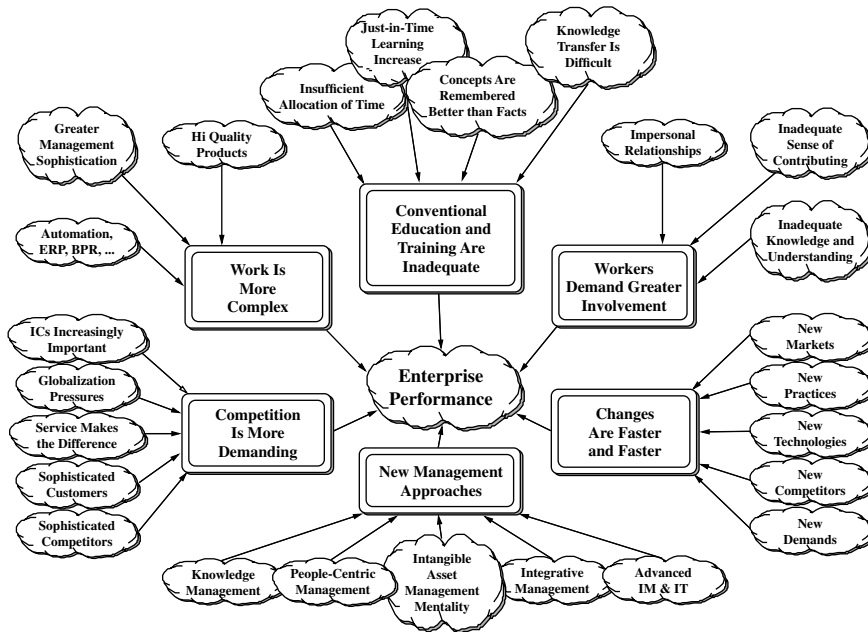 Just-in-Time
Learning
Increase
Knowledge
Transfer Is
Difficult
Insufficient
Allocation of Time
Concepts Are
Remembered
Better than Facts
Greater
Management
Sophistication
Hi Quality
Products
Impersonal
Relationships
Inadequate
Sense of
Contributing
Automation,
ERP, BPR, ...
Work Is
More
Complex
Conventional
Education and
Training Are
Inadequate
Workers
Demand Greater
Involvement
Inadequate
Knowledge and
Understanding
ICs Increasingly
Important
Globalization
Pressures
Service Makes
the Difference
Sophisticated
Customers
Sophisticated
Competitors
Competition
Is More
Demanding
Enterprise
Performance
Changes
Are Faster
and Faster
New
Markets
New
Practices
New
Technologies
New
Competitors
New
Demands
New Management
Approaches
Knowledge
Management
People-Centric
Management
Intangible
Asset
Management
Mentality
Integrative
Management
Advanced
IM & IT